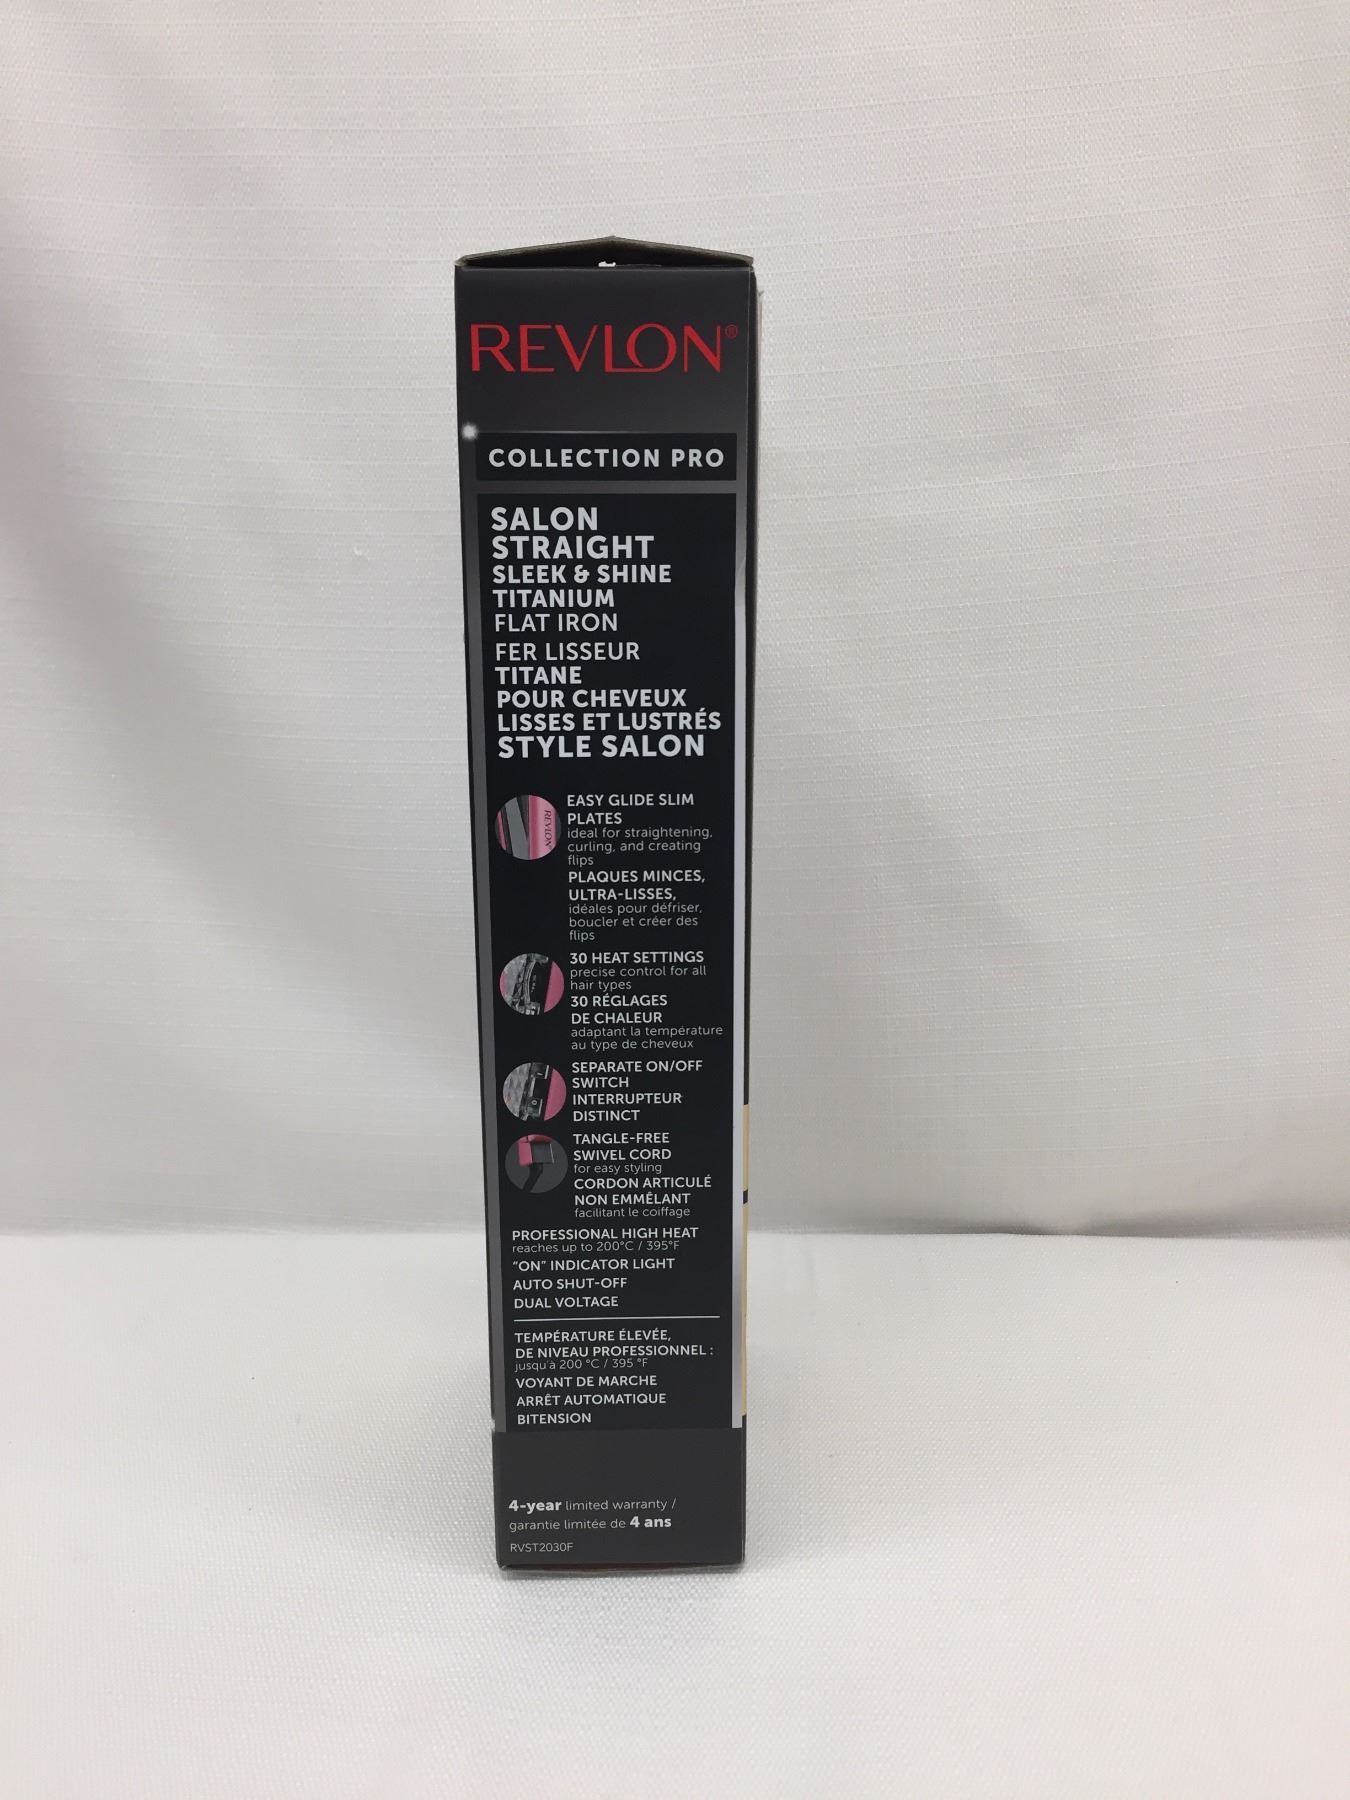 REVLON®
COLLECTION PRO
SALON
STRAIGHT
SLEEK & SHINE
TITANIUM
FLAT IRON
FER LISSEUR
TITANE
POUR CHEVEUX
LISSES ET LUSTRÉS
STYLE SALON
REVLON
EASY GLIDE SLIM
PLATES
ideal for straightening,
curling, and creating
flips
PLAQUES MINCES,
ULTRA-LISSES,
idéales pour défriser,
boucler et créer des
flips
30 HEAT SETTINGS
precise control for all
hair types
30 RÉGLAGES
DE CHALEUR
adaptant la température
au type de cheveux
SEPARATE ON/OFF
SWITCH
INTERRUPTEUR
DISTINCT
TANGLE-FREE
SWIVEL CORD
for easy styling
CORDON ARTICULÉ
NON EMMÊLANT
facilitant le coiffage
PROFESSIONAL HIGH HEAT
reaches up to 200°C / 395°F
"ON" INDICATOR LIGHT
AUTO SHUT-OFF
DUAL VOLTAGE
TEMPÉRATURE ÉLEVÉE,
DE NIVEAU PROFESSIONNEL :
jusqu'à 200 °C / 395 °F
VOYANT DE MARCHE
ARRÊT AUTOMATIQUE
BITENSION
4-year limited warranty /
garantie limitée de 4 ans
RVST2030F